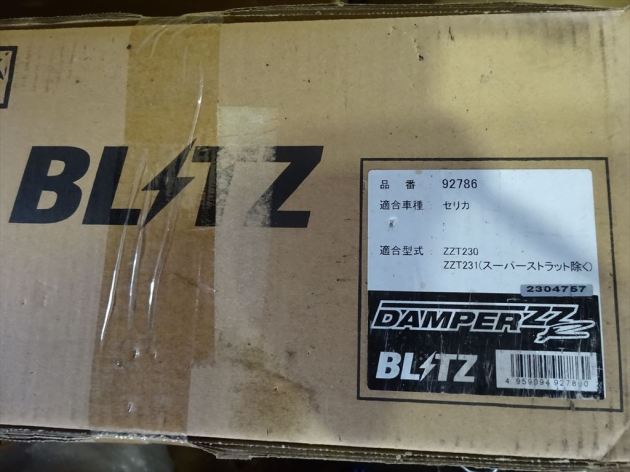 BLITZ
品 番 92786
適合車種 セリカ
適合型式 ZZT230
ZZT231(スーパーストラット除く)
2304757
DAMPER ZZ-R
BLITZ